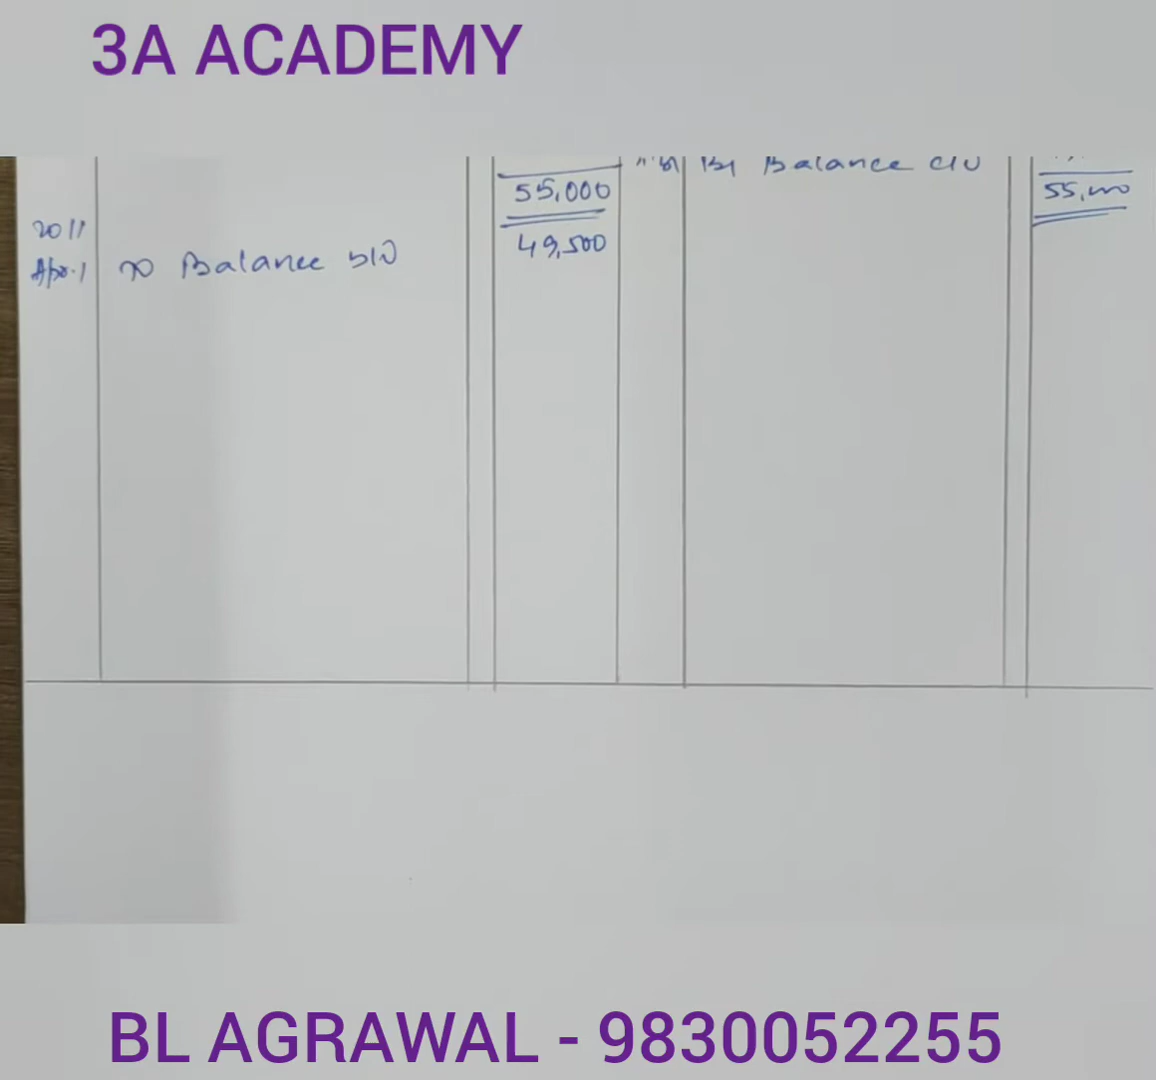 3A ACADEMY
By Balance c/d
55,000 55,000
2011
49,500
Apr. 1 To Balance b/d
BL AGRAWAL - 9830052255